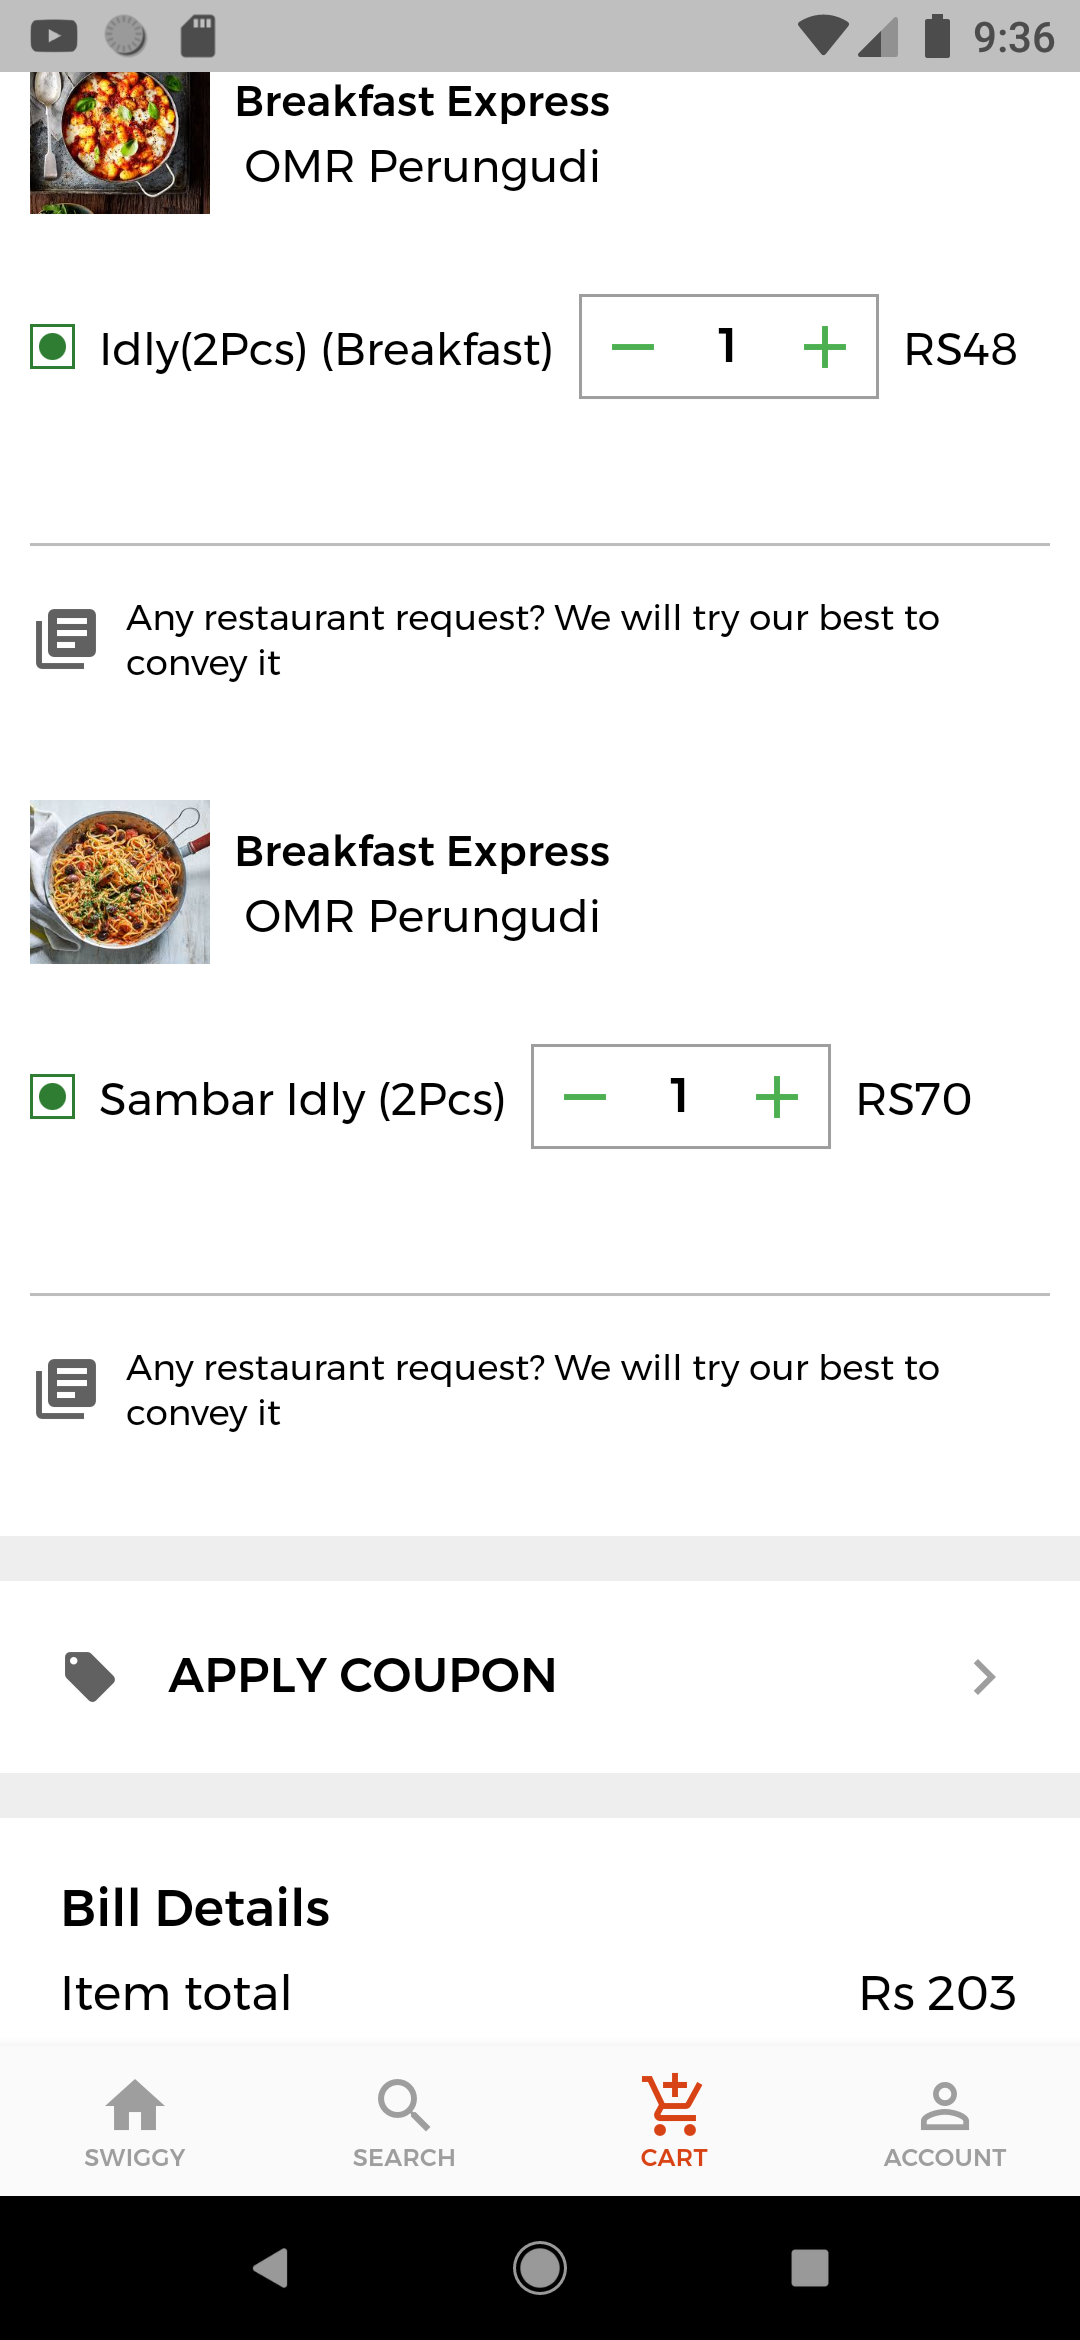 9:36
Breakfast Express
OMR Perungudi
Idly(2Pcs) (Breakfast) 1 RS48
Any restaurant request? We will try our best to
convey it
Breakfast Express
OMR Perungudi
Sambar Idly (2Pcs) 1 RS70
Any restaurant request? We will try our best to
convey it
APPLY COUPON
Bill Details
Item total Rs 203
SWIGGY SEARCH CART ACCOUNT